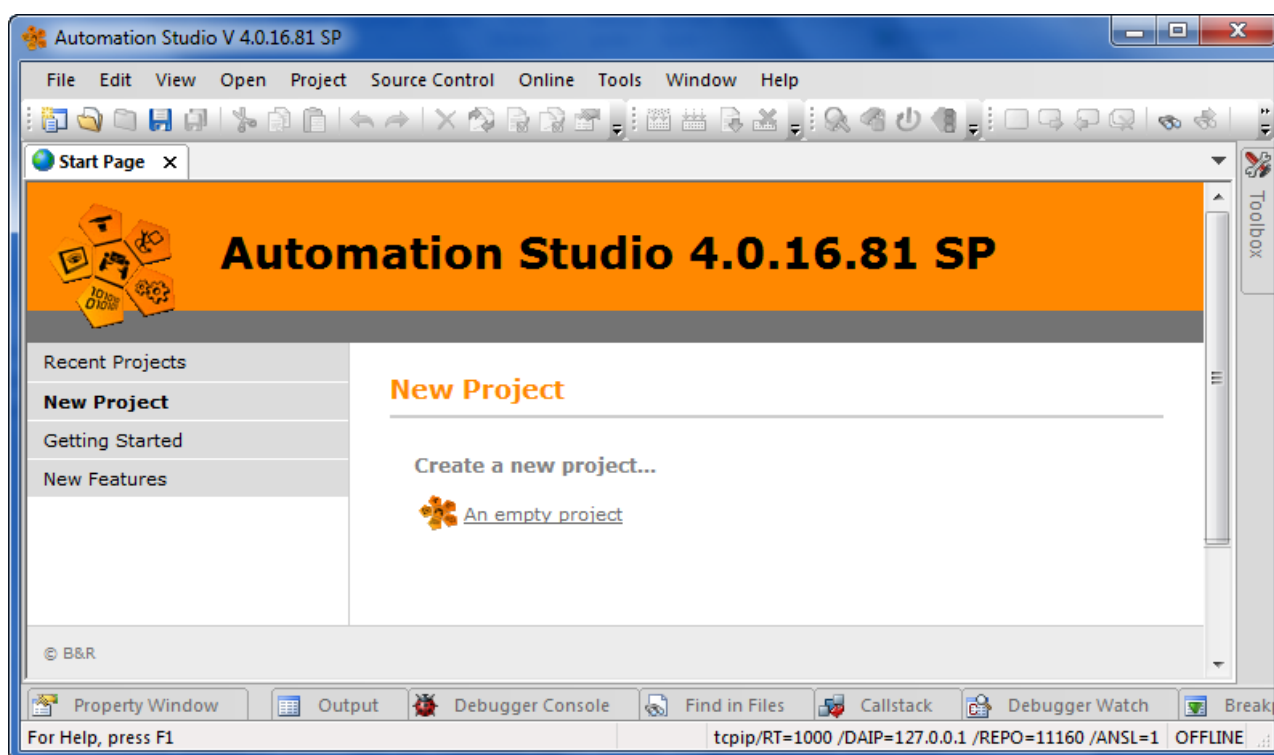 Automation Studio V 4.0.16.81 SP
File Edit View Open Project Source Control Online Tools Window Help
Start Page
Toolbox
Automation Studio 4.0.16.81 SP
Recent Projects
New Project
Getting Started
New Features
New Project
Create a new project...
An empty project
© B&R
Property Window Output Debugger Console Find in Files Callstack Debugger Watch
For Help, press F1 tcpip/RT=1000 /DAIP=127.0.0.1 /REPO=11160 /ANSL=1 OFFLINE